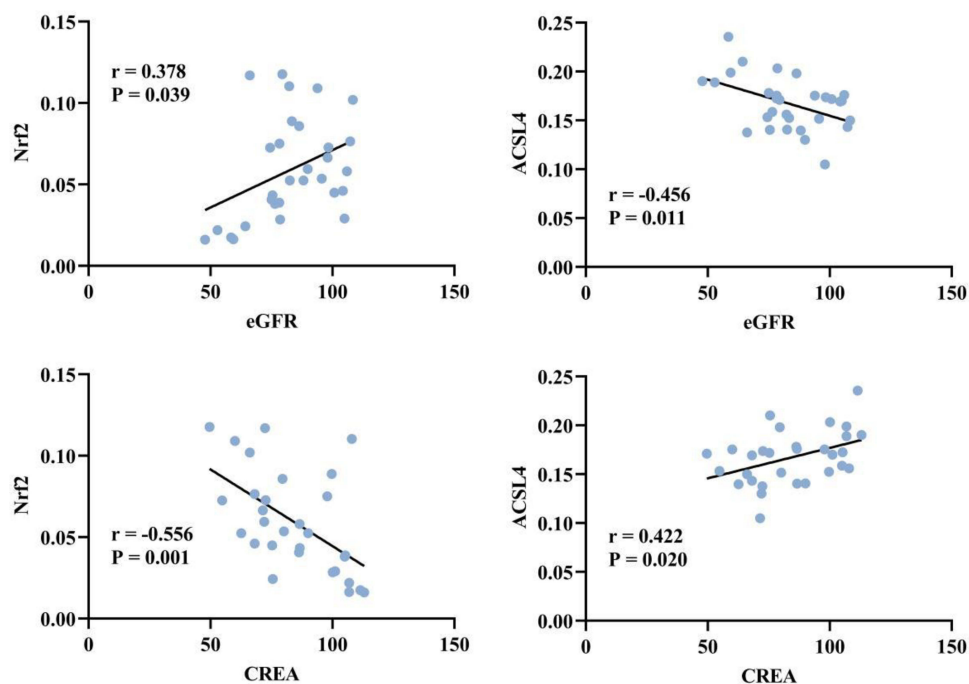 0.15
r = 0.378
P = 0.039
0.10
Nrf2
0.05
0.00
0 50 100 150
eGFR
0.25
0.20
0.15
ACSL4
0.10
r = -0.456
P = 0.011
0.05
0.00
0 50 100 150
eGFR
0.15
0.10
Nrf2
0.05
r = -0.556
P = 0.001
0.00
0 50 100 150
CREA
0.25
0.20
0.15
ACSL4
0.10
r = 0.422
P = 0.020
0.05
0.00
0 50 100 150
CREA